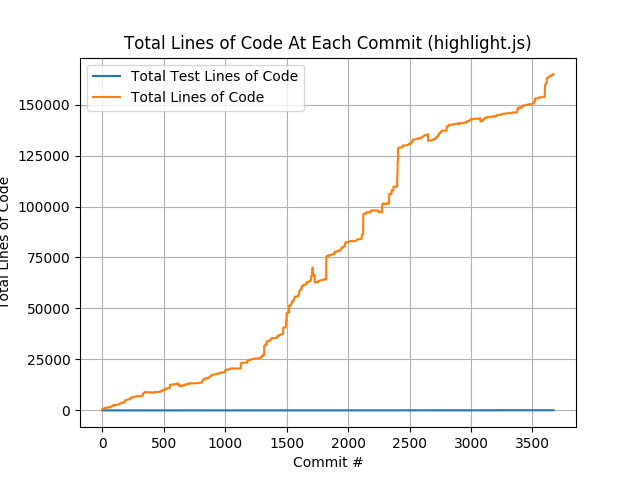 Total Lines of Code At Each Commit (highlight.js)
Total Test Lines of Code
Total Lines of Code
150000
125000
100000
75000
50000
25000
0
Total Lines of Code
0 500 1000 1500 2000 2500 3000 3500
Commit #